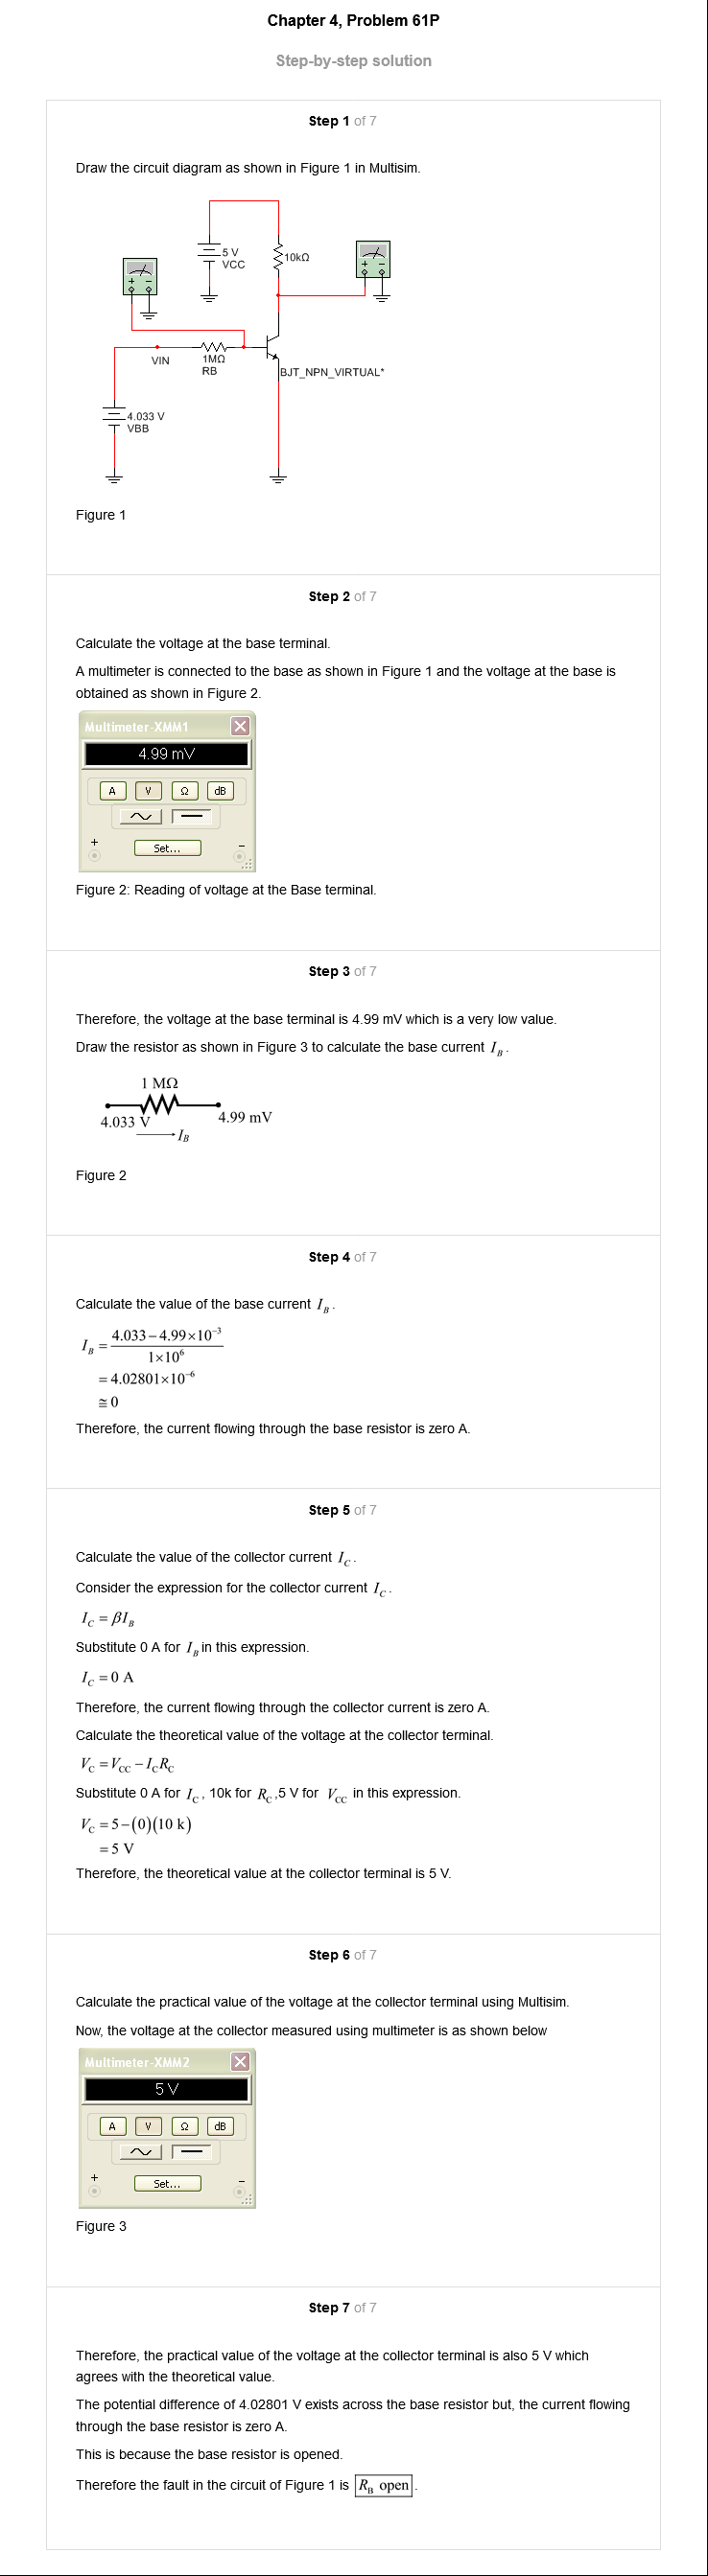 Chapter 4, Problem 61P
Step-by-step solution
Step 1 of 7
Draw the circuit diagram as shown in Figure 1 in Multisim.
5 V
VCC
10kΩ
+ −
+ −
VIN
1MΩ
RB
BJT_NPN_VIRTUAL*
4.033 V
VBB
Figure 1
Step 2 of 7
Calculate the voltage at the base terminal.
A multimeter is connected to the base as shown in Figure 1 and the voltage at the base is
obtained as shown in Figure 2.
Multimeter-XMM1
4.99 mV
A V Ω dB
+ Set... −
Figure 2: Reading of voltage at the Base terminal.
Step 3 of 7
Therefore, the voltage at the base terminal is 4.99 mV which is a very low value.
Draw the resistor as shown in Figure 3 to calculate the base current I_B.
1 MΩ
4.033 V 4.99 mV
I_B
Figure 2
Step 4 of 7
Calculate the value of the base current I_B.
I_B = (4.033−4.99×10⁻³)/(1×10⁶)
= 4.02801×10⁻⁶
≅ 0
Therefore, the current flowing through the base resistor is zero A.
Step 5 of 7
Calculate the value of the collector current I_C.
Consider the expression for the collector current I_C.
I_C = βI_B
Substitute 0 A for I_B in this expression.
I_C = 0 A
Therefore, the current flowing through the collector current is zero A.
Calculate the theoretical value of the voltage at the collector terminal.
V_C = V_CC − I_C R_C
Substitute 0 A for I_C, 10k for R_C ,5 V for V_CC in this expression.
V_C = 5−(0)(10 k)
= 5 V
Therefore, the theoretical value at the collector terminal is 5 V.
Step 6 of 7
Calculate the practical value of the voltage at the collector terminal using Multisim.
Now, the voltage at the collector measured using multimeter is as shown below
Multimeter-XMM2
5 V
A V Ω dB
+ Set... −
Figure 3
Step 7 of 7
Therefore, the practical value of the voltage at the collector terminal is also 5 V which
agrees with the theoretical value.
The potential difference of 4.02801 V exists across the base resistor but, the current flowing
through the base resistor is zero A.
This is because the base resistor is opened.
Therefore the fault in the circuit of Figure 1 is R_B open.